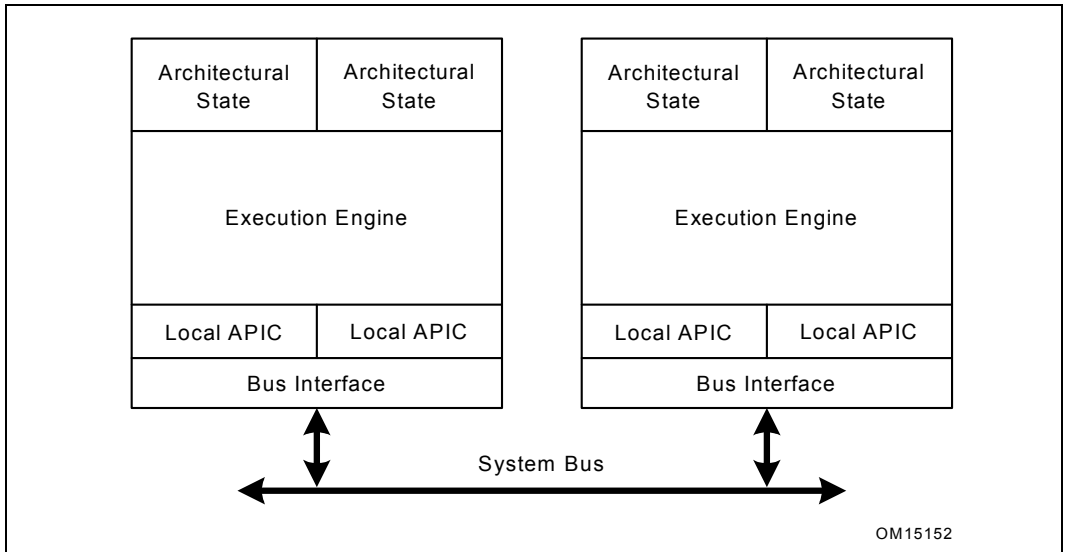 Architectural
State
Architectural
State
Architectural
State
Architectural
State
Execution Engine
Execution Engine
Local APIC
Local APIC
Local APIC
Local APIC
Bus Interface
Bus Interface
System Bus
OM15152